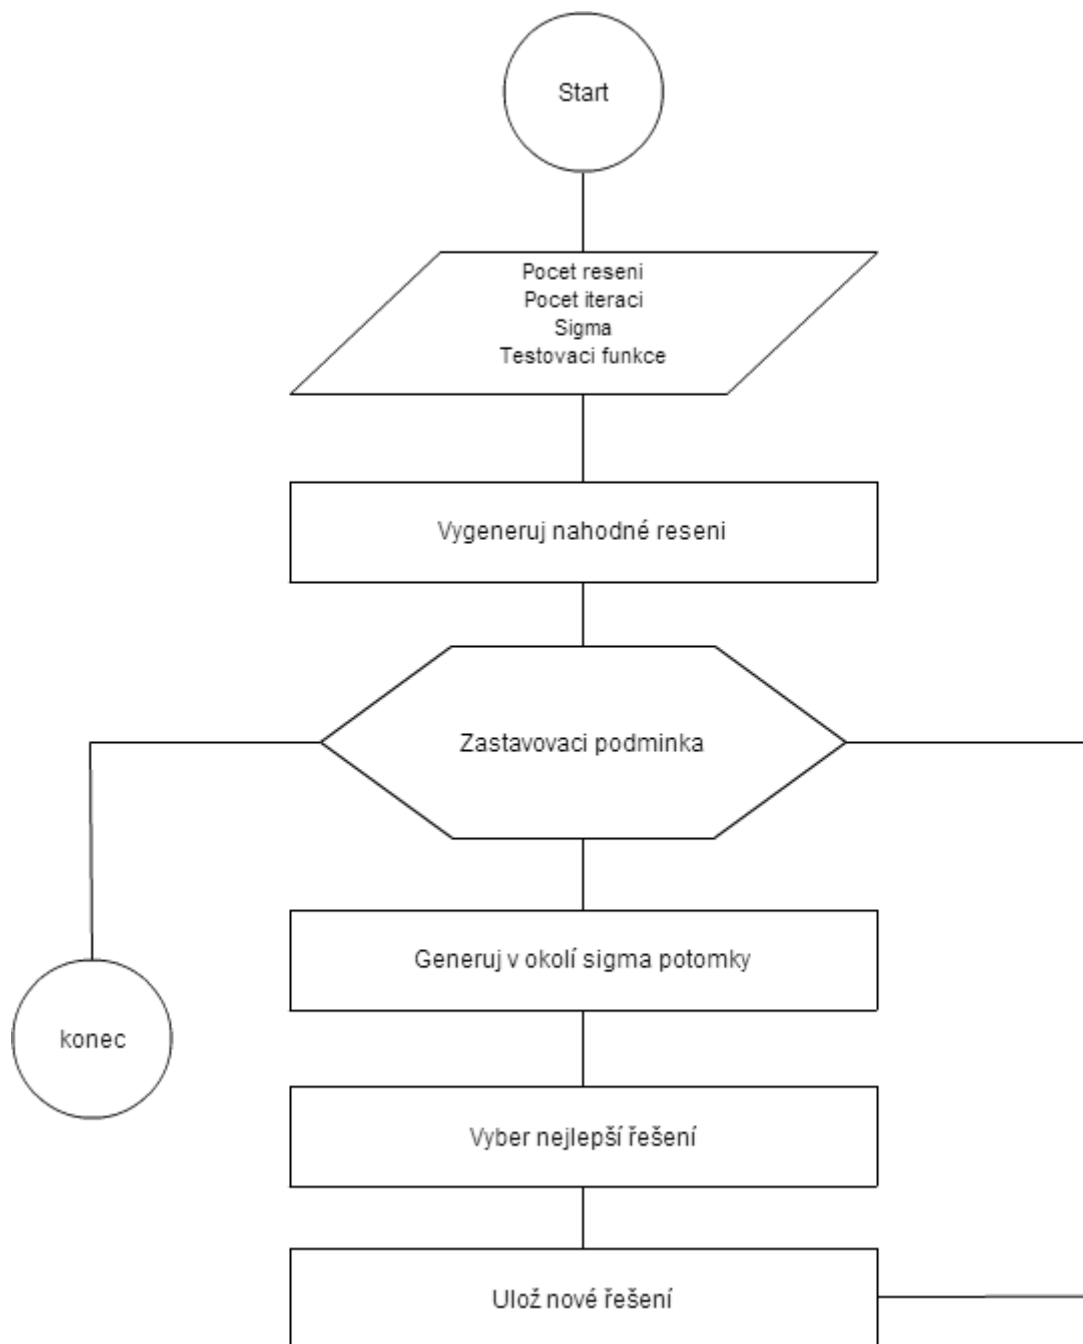 Start
Pocet reseni
Pocet iteraci
Sigma
Testovaci funkce
Vygeneruj nahodné reseni
Zastavovaci podminka
Generuj v okolí sigma potomky
konec
Vyber nejlepší řešení
Ulož nové řešení